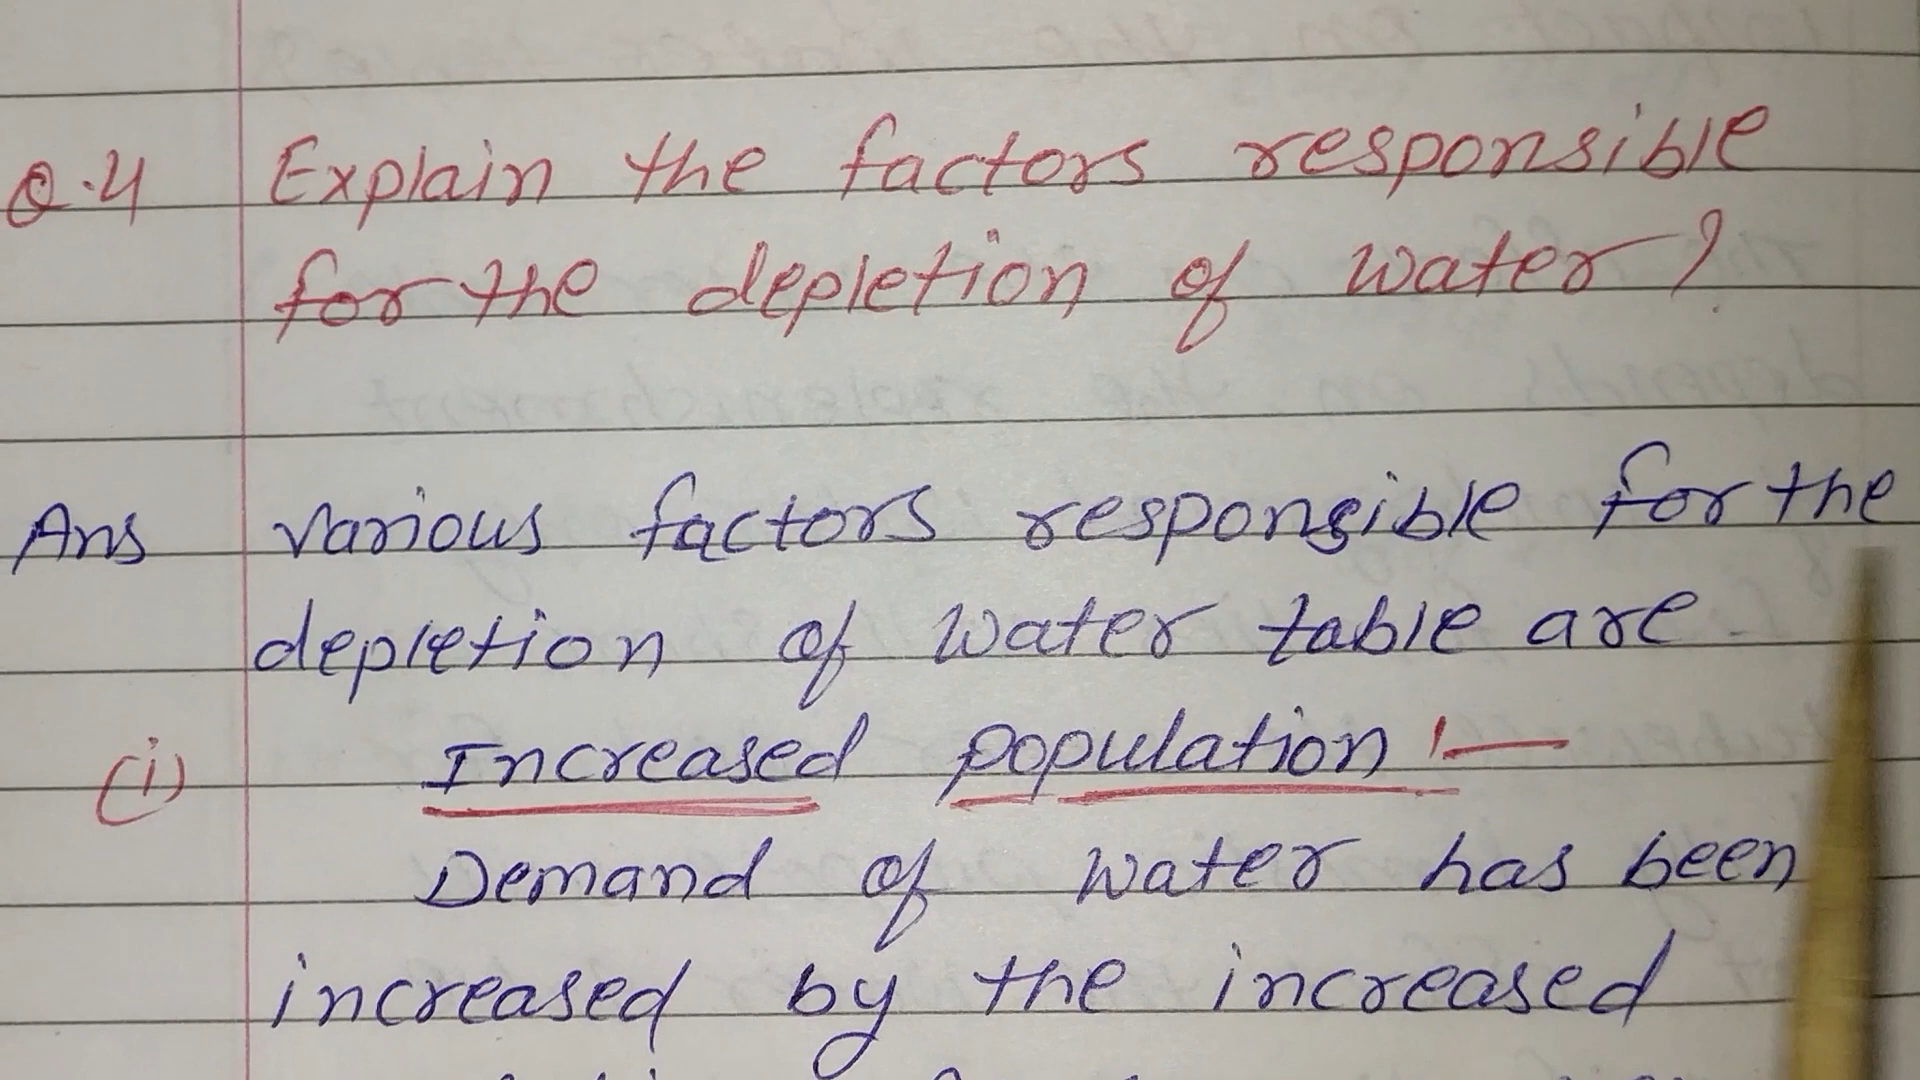 Q.4 Explain the factors responsible
for the depletion of water?
Ans Various factors responsible for the
depletion of water table are
(i) Increased population :-
Demand of water has been
increased by the increased